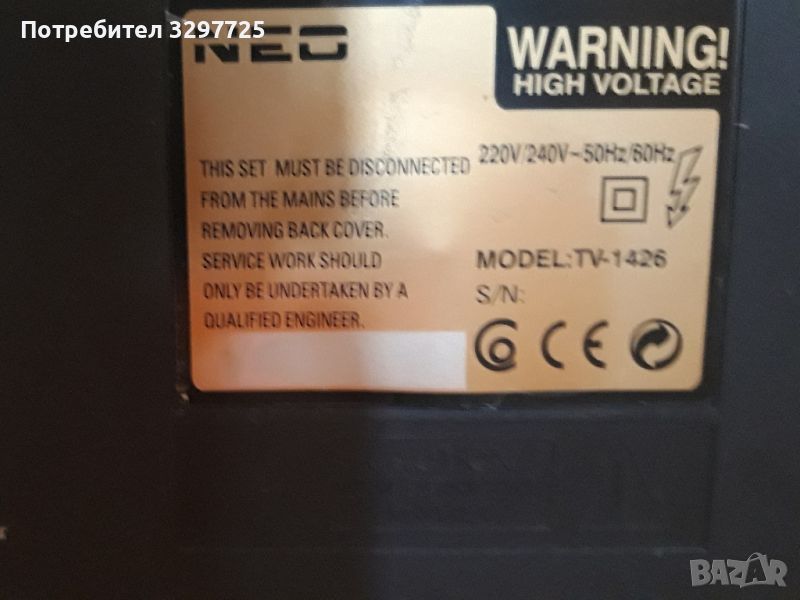 Потребител 3297725
NEO
WARNING!
HIGH VOLTAGE
THIS SET MUST BE DISCONNECTED
FROM THE MAINS BEFORE
REMOVING BACK COVER.
SERVICE WORK SHOULD
ONLY BE UNDERTAKEN BY A
QUALIFIED ENGINEER.
220V/240V~50Hz/60Hz
MODEL:TV-1426
S/N:
CE
BAZAR